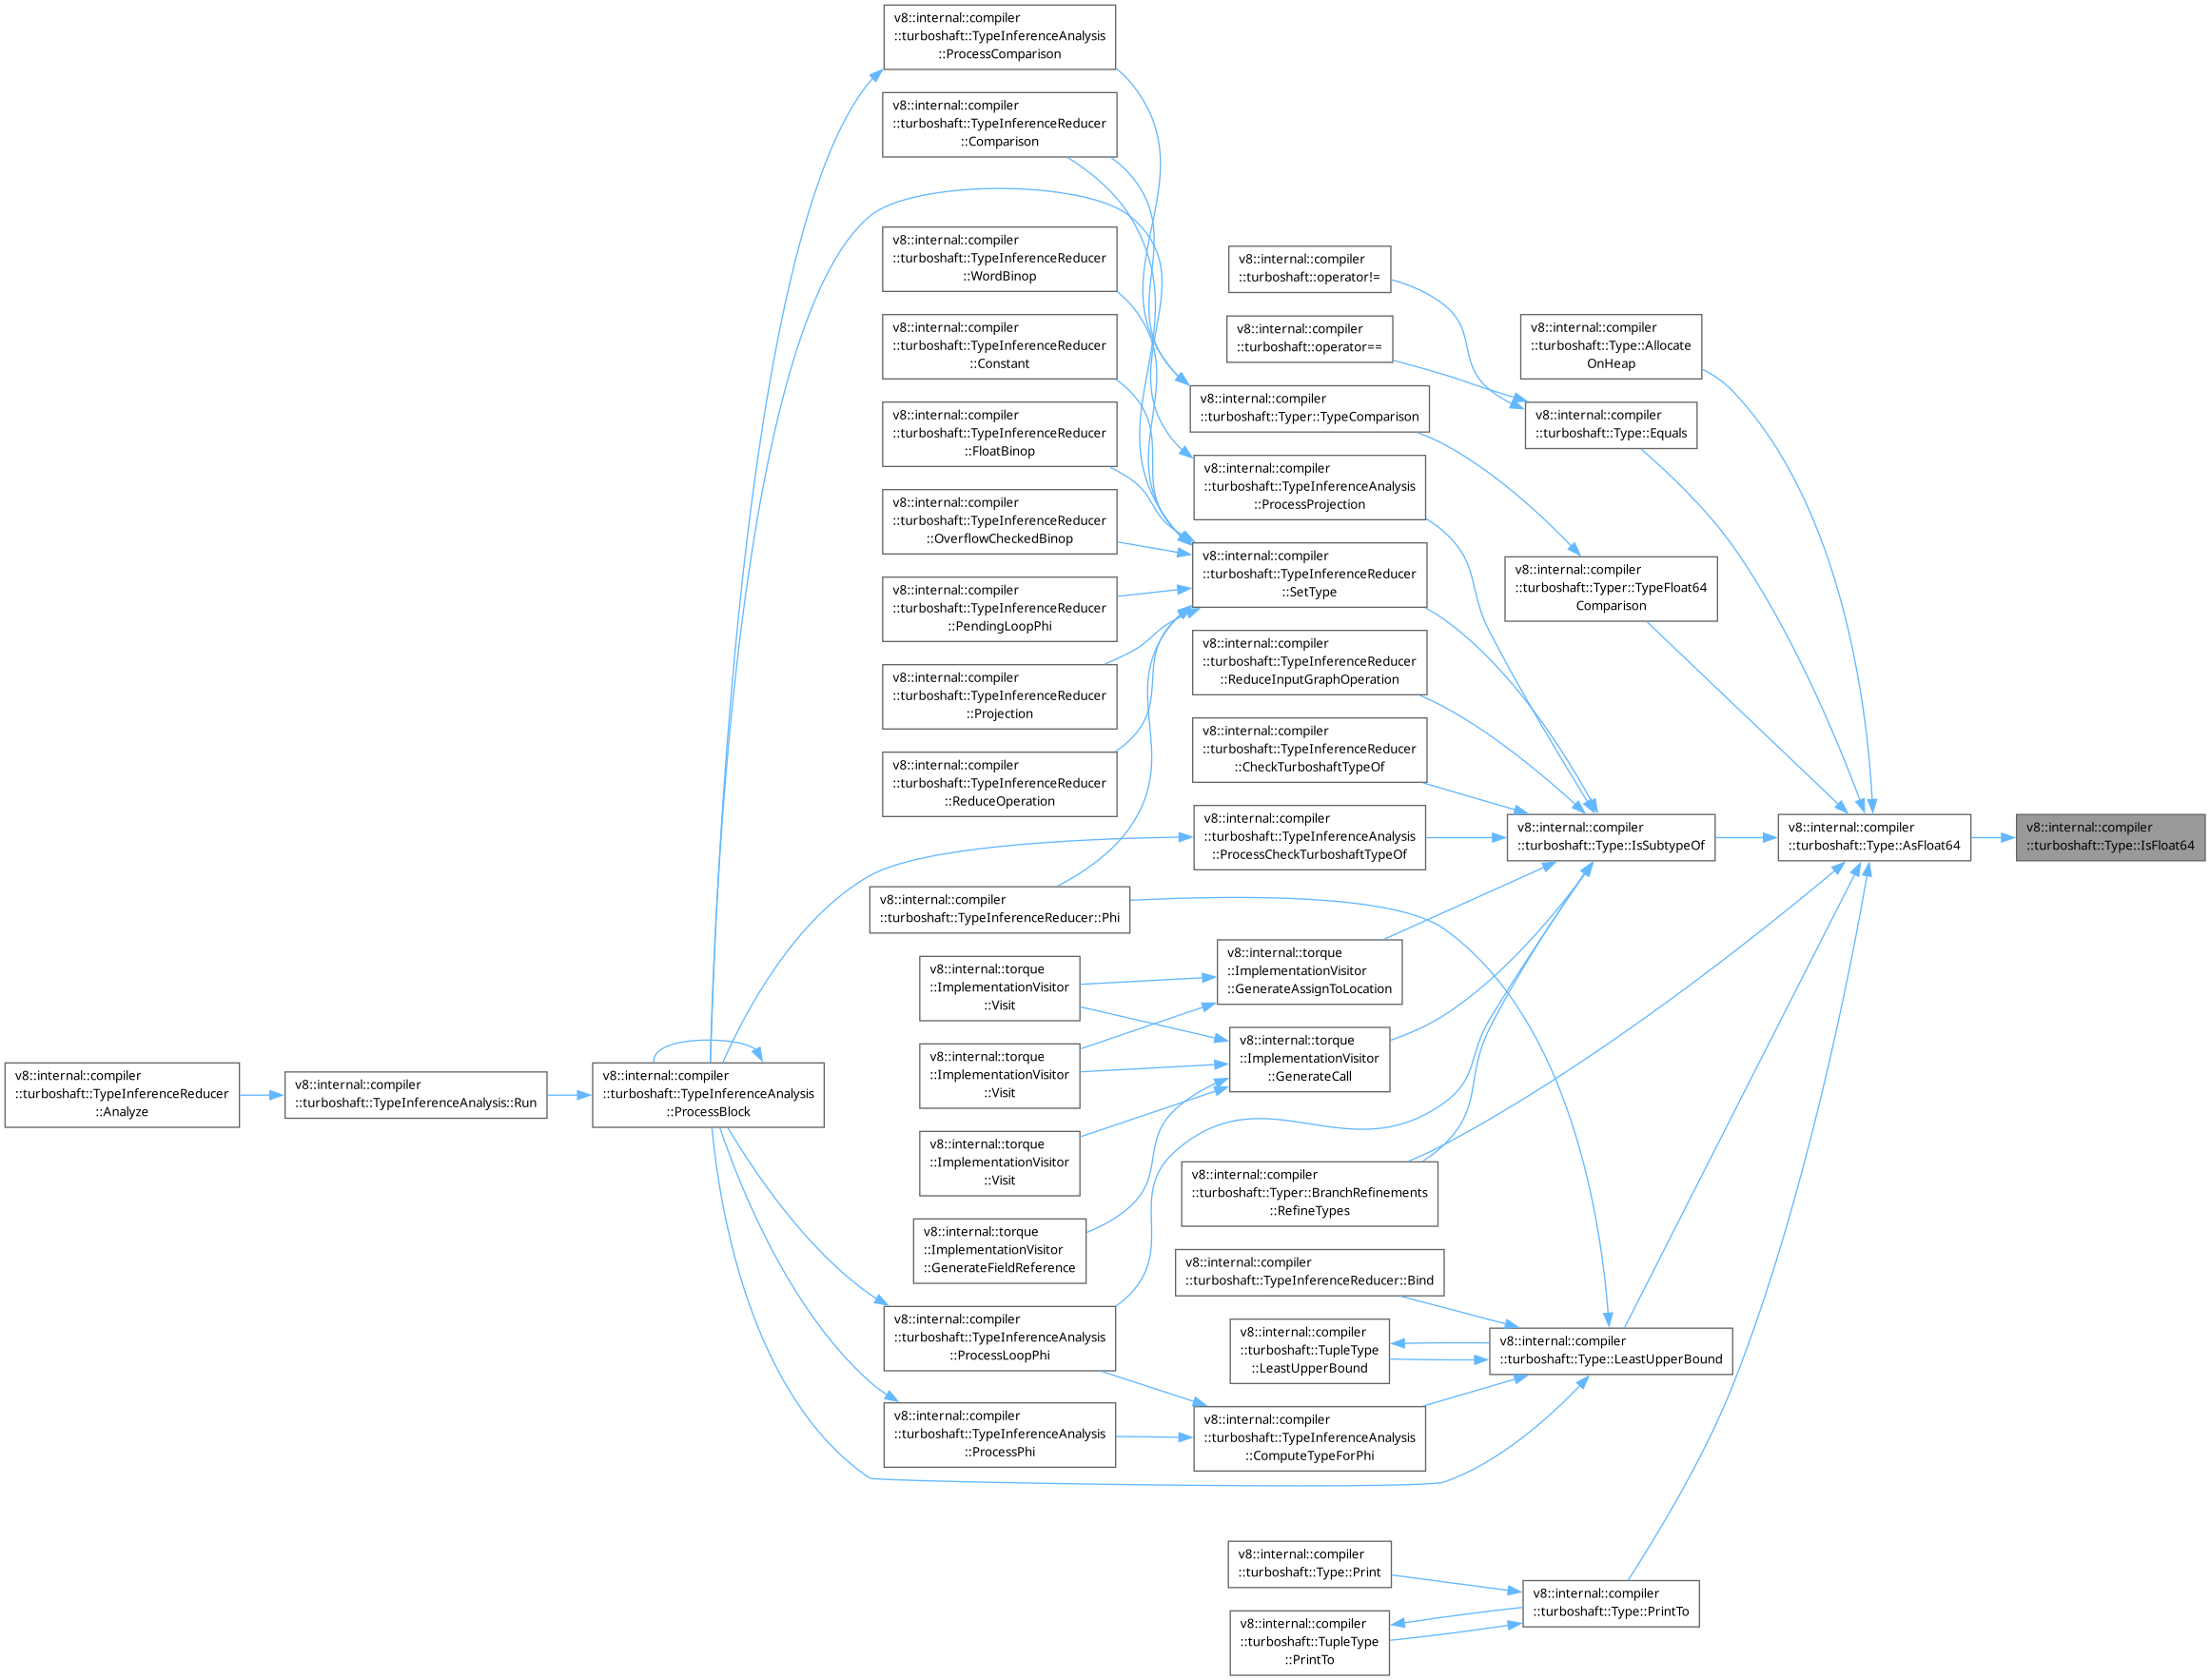 v8::internal::compiler
::turboshaft::TypeInferenceAnalysis
::ProcessComparison
v8::internal::compiler
::turboshaft::TypeInferenceReducer
::Comparison
v8::internal::compiler
::turboshaft::TypeInferenceReducer
::WordBinop
v8::internal::compiler
::turboshaft::TypeInferenceReducer
::Constant
v8::internal::compiler
::turboshaft::TypeInferenceReducer
::FloatBinop
v8::internal::compiler
::turboshaft::TypeInferenceReducer
::OverflowCheckedBinop
v8::internal::compiler
::turboshaft::TypeInferenceReducer
::PendingLoopPhi
v8::internal::compiler
::turboshaft::TypeInferenceReducer
::Projection
v8::internal::compiler
::turboshaft::TypeInferenceReducer
::ReduceOperation
v8::internal::compiler
::turboshaft::TypeInferenceReducer::Phi
v8::internal::torque
::ImplementationVisitor
::Visit
v8::internal::torque
::ImplementationVisitor
::Visit
v8::internal::torque
::ImplementationVisitor
::Visit
v8::internal::torque
::ImplementationVisitor
::GenerateFieldReference
v8::internal::compiler
::turboshaft::TypeInferenceAnalysis
::ProcessLoopPhi
v8::internal::compiler
::turboshaft::TypeInferenceAnalysis
::ProcessPhi
v8::internal::compiler
::turboshaft::TypeInferenceReducer
::Analyze
v8::internal::compiler
::turboshaft::TypeInferenceAnalysis::Run
v8::internal::compiler
::turboshaft::TypeInferenceAnalysis
::ProcessBlock
v8::internal::compiler
::turboshaft::operator!=
v8::internal::compiler
::turboshaft::operator==
v8::internal::compiler
::turboshaft::Typer::TypeComparison
v8::internal::compiler
::turboshaft::TypeInferenceAnalysis
::ProcessProjection
v8::internal::compiler
::turboshaft::TypeInferenceReducer
::SetType
v8::internal::compiler
::turboshaft::TypeInferenceReducer
::ReduceInputGraphOperation
v8::internal::compiler
::turboshaft::TypeInferenceReducer
::CheckTurboshaftTypeOf
v8::internal::compiler
::turboshaft::TypeInferenceAnalysis
::ProcessCheckTurboshaftTypeOf
v8::internal::torque
::ImplementationVisitor
::GenerateAssignToLocation
v8::internal::torque
::ImplementationVisitor
::GenerateCall
v8::internal::compiler
::turboshaft::Typer::BranchRefinements
::RefineTypes
v8::internal::compiler
::turboshaft::TypeInferenceReducer::Bind
v8::internal::compiler
::turboshaft::TupleType
::LeastUpperBound
v8::internal::compiler
::turboshaft::TypeInferenceAnalysis
::ComputeTypeForPhi
v8::internal::compiler
::turboshaft::Type::Print
v8::internal::compiler
::turboshaft::TupleType
::PrintTo
v8::internal::compiler
::turboshaft::Type::Allocate
OnHeap
v8::internal::compiler
::turboshaft::Type::Equals
v8::internal::compiler
::turboshaft::Typer::TypeFloat64
Comparison
v8::internal::compiler
::turboshaft::Type::IsSubtypeOf
v8::internal::compiler
::turboshaft::Type::LeastUpperBound
v8::internal::compiler
::turboshaft::Type::PrintTo
v8::internal::compiler
::turboshaft::Type::AsFloat64
v8::internal::compiler
::turboshaft::Type::IsFloat64